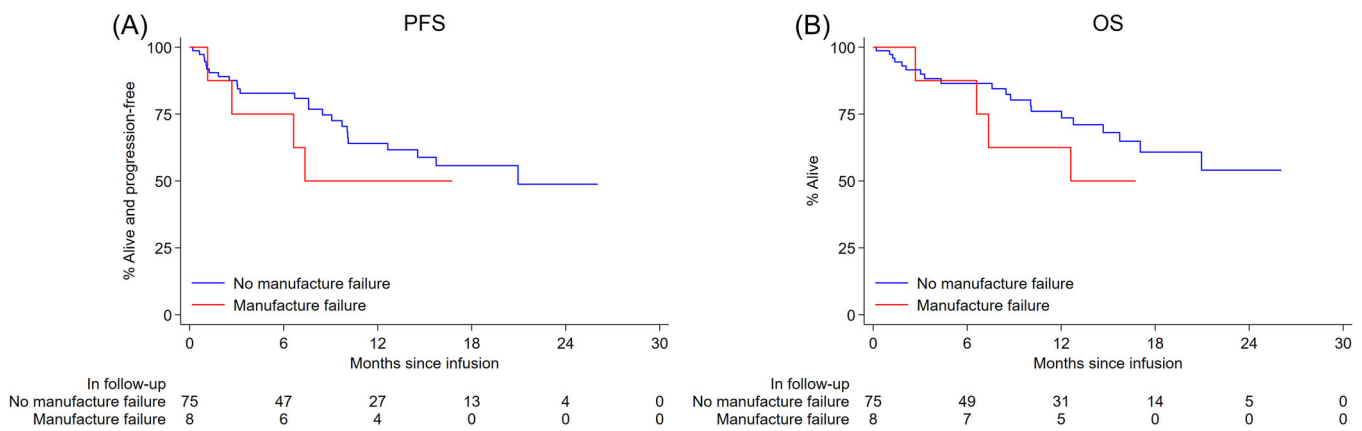 (A) PFS
100
75
50
25
0
% Alive and progression-free
No manufacture failure
Manufacture failure
0 6 12 18 24 30
Months since infusion
In follow-up
No manufacture failure 75 47 27 13 4 0
Manufacture failure 8 6 4 0 0 0
(B) OS
100
75
50
25
0
% Alive
No manufacture failure
Manufacture failure
0 6 12 18 24 30
Months since infusion
In follow-up
No manufacture failure 75 49 31 14 5 0
Manufacture failure 8 7 5 0 0 0